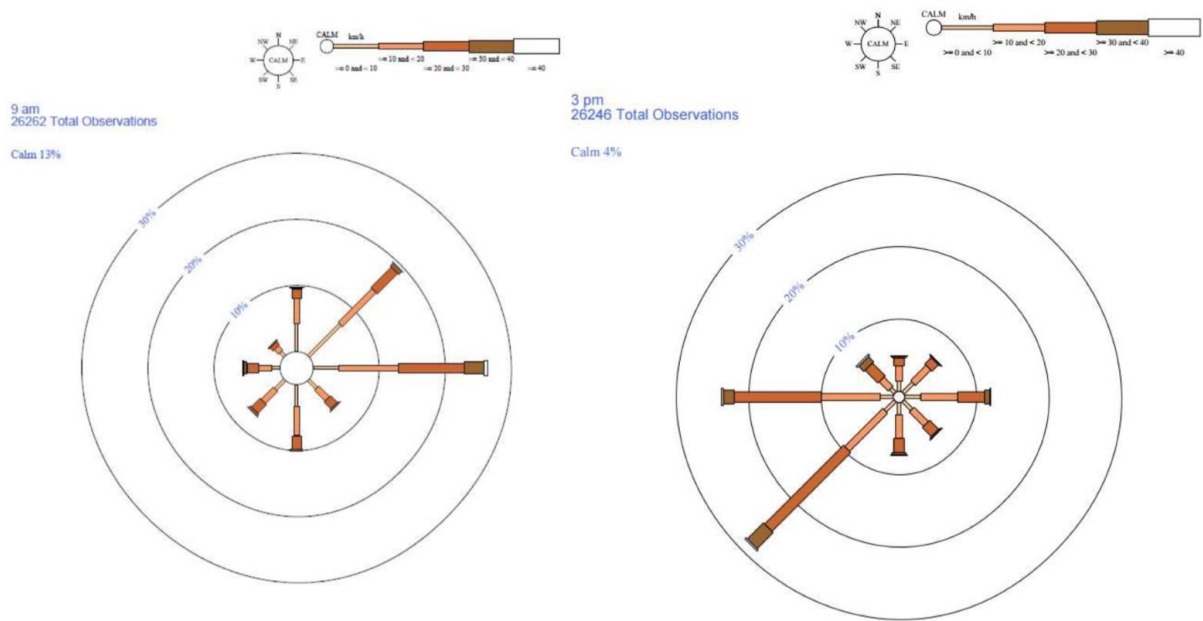 N
NW NE
W CALM E
SW SE
S
CALM km/h
>= 10 and < 20 >= 30 and < 40
>= 0 and < 10 >= 20 and < 30 >= 40
9 am
26262 Total Observations
Calm 13%
30%
20%
10%
N
NW NE
W CALM E
SW SE
S
CALM km/h
>= 10 and < 20 >= 30 and < 40
>= 0 and < 10 >= 20 and < 30 >= 40
3 pm
26246 Total Observations
Calm 4%
30%
20%
10%